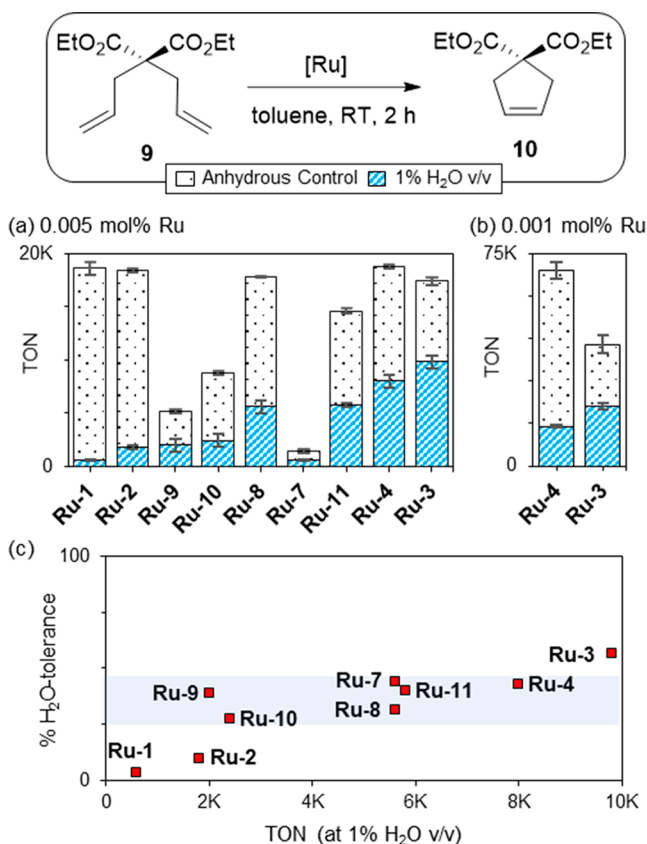 EtO₂C CO₂Et
[Ru]
toluene, RT, 2 h
9
EtO₂C CO₂Et
10
Anhydrous Control 1% H₂O v/v
(a) 0.005 mol% Ru
20K
TON
0
Ru-1 Ru-2 Ru-9 Ru-10 Ru-8 Ru-7 Ru-11 Ru-4 Ru-3
(b) 0.001 mol% Ru
75K
TON
0
Ru-4 Ru-3
(c)
100
% H₂O-tolerance
0
Ru-3
Ru-7
Ru-9 Ru-11 Ru-4
Ru-10 Ru-8
Ru-1
Ru-2
0 2K 4K 6K 8K 10K
TON (at 1% H₂O v/v)